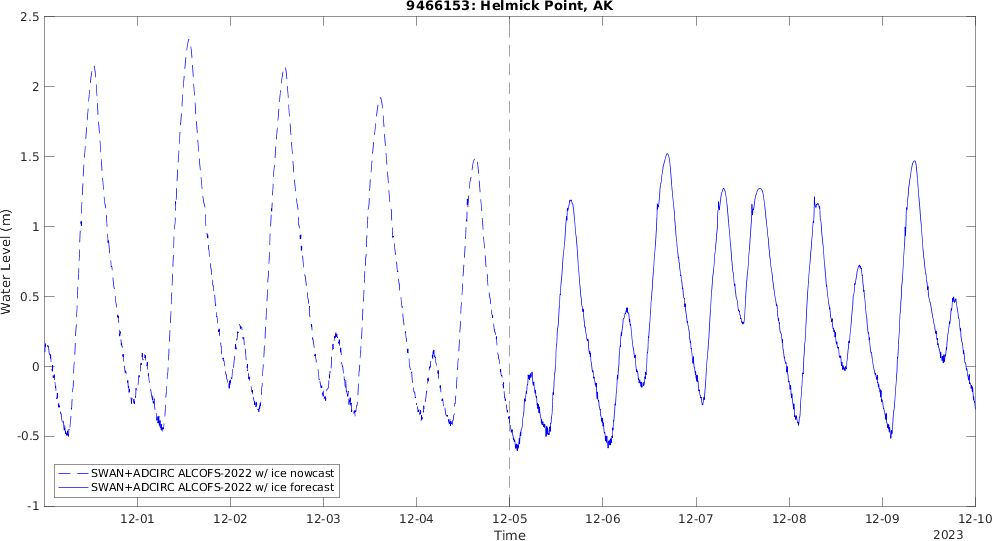 9466153: Helmick Point, AK
2.5
2
1.5
1
0.5
0
-0.5
-1
Water Level (m)
SWAN+ADCIRC ALCOFS-2022 w/ ice nowcast
SWAN+ADCIRC ALCOFS-2022 w/ ice forecast
12-01 12-02 12-03 12-04 12-05 12-06 12-07 12-08 12-09 12-10
Time
2023